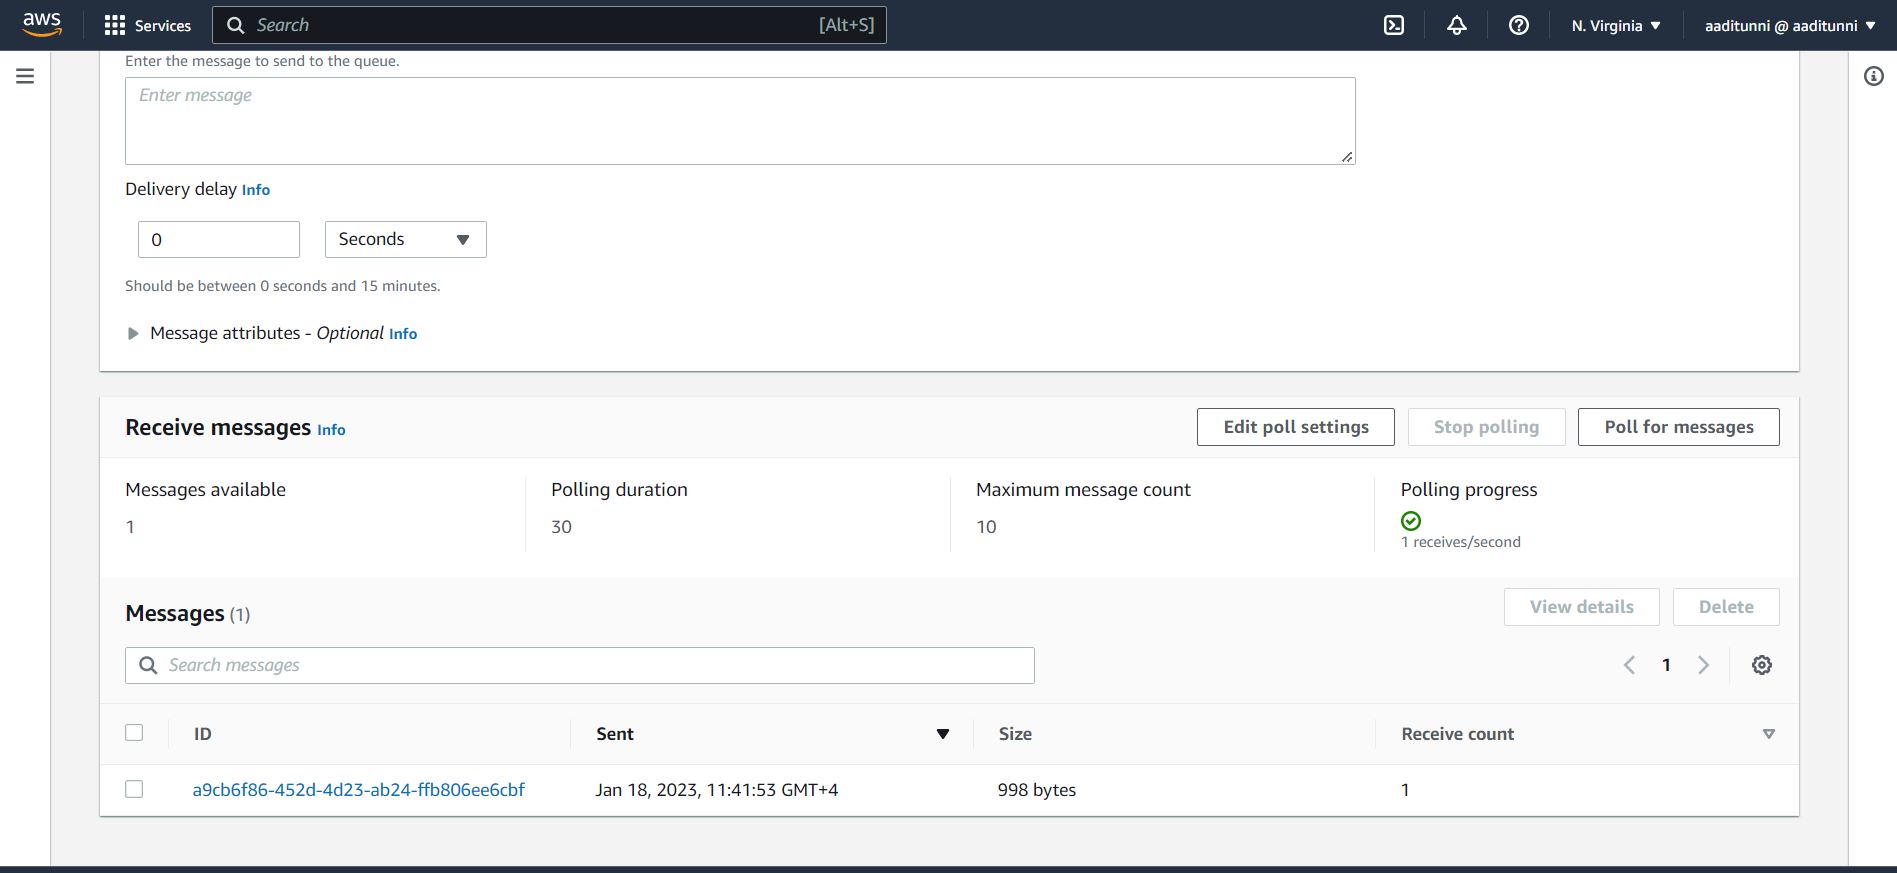 aws Services Search [Alt+S] N. Virginia aaditunni @ aaditunni
Enter the message to send to the queue.
Enter message
Delivery delay Info
0 Seconds
Should be between 0 seconds and 15 minutes.
Message attributes - Optional Info
Receive messages Info Edit poll settings Stop polling Poll for messages
Messages available Polling duration Maximum message count Polling progress
1 30 10
1 receives/second
Messages (1) View details Delete
Search messages 1
ID Sent Size Receive count
a9cb6f86-452d-4d23-ab24-ffb806ee6cbf Jan 18, 2023, 11:41:53 GMT+4 998 bytes 1